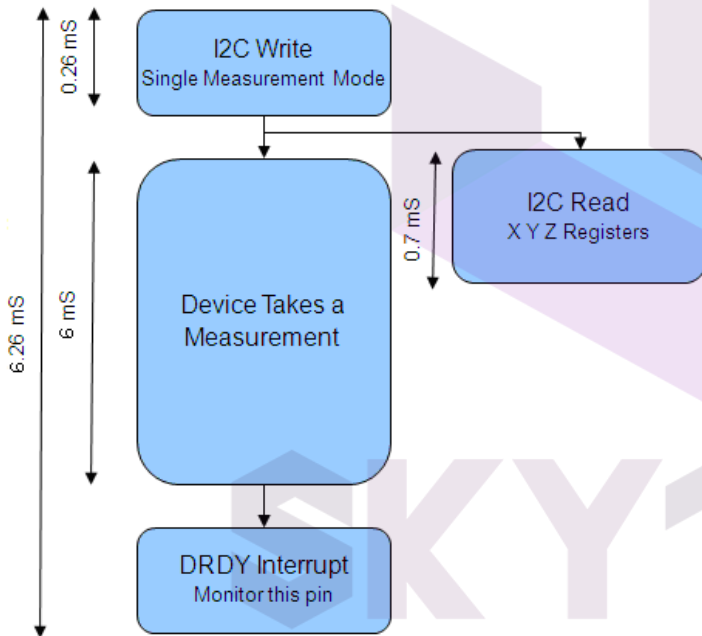 0.26 mS
I2C Write
Single Measurement Mode
6.26 mS
6 mS
Device Takes a
Measurement
0.7 mS
I2C Read
X Y Z Registers
DRDY Interrupt
Monitor this pin
SKY